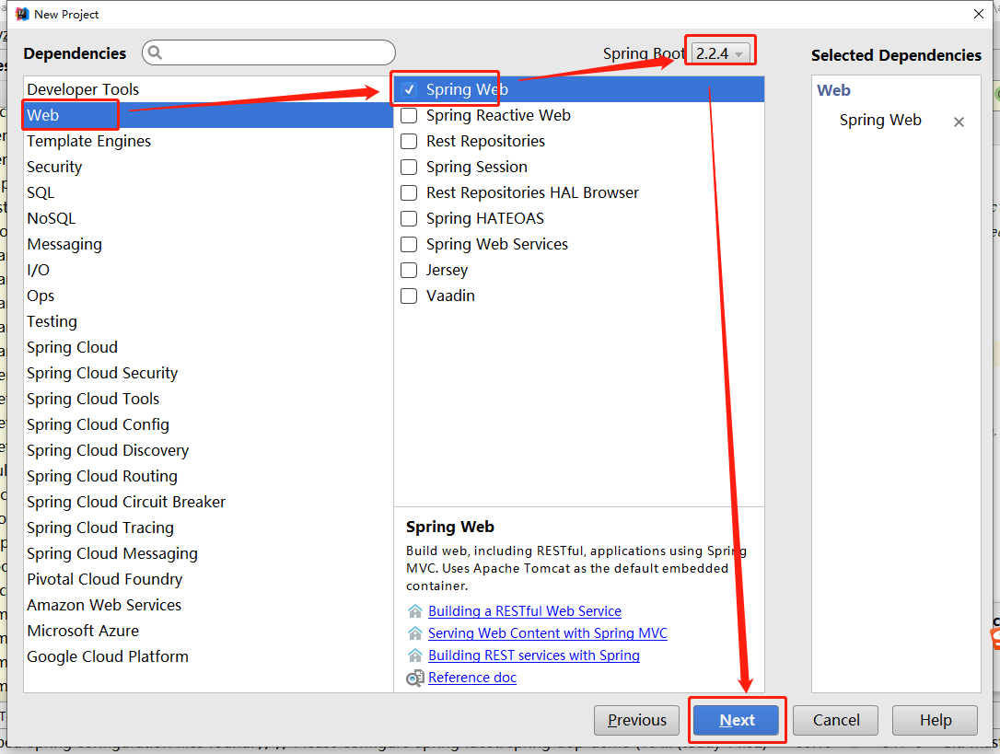 New Project
Dependencies
Spring Boot 2.2.4
Selected Dependencies
Developer Tools
Web
Template Engines
Security
SQL
NoSQL
Messaging
I/O
Ops
Testing
Spring Cloud
Spring Cloud Security
Spring Cloud Tools
Spring Cloud Config
Spring Cloud Discovery
Spring Cloud Routing
Spring Cloud Circuit Breaker
Spring Cloud Tracing
Spring Cloud Messaging
Pivotal Cloud Foundry
Amazon Web Services
Microsoft Azure
Google Cloud Platform
Spring Web
Spring Reactive Web
Rest Repositories
Spring Session
Rest Repositories HAL Browser
Spring HATEOAS
Spring Web Services
Jersey
Vaadin
Spring Web
Build web, including RESTful, applications using Spring
MVC. Uses Apache Tomcat as the default embedded
container.
Building a RESTful Web Service
Serving Web Content with Spring MVC
Building REST services with Spring
Reference doc
Web
Spring Web
Previous
Next
Cancel
Help